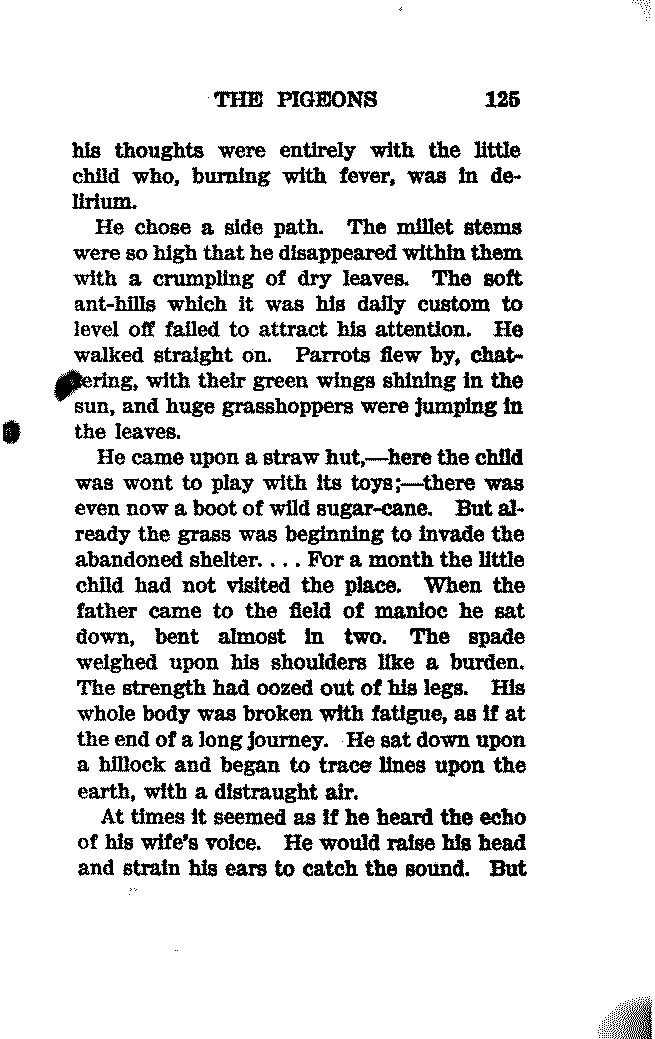 THE PIGEONS 125
his thoughts were entirely with the little
child who, burning with fever, was in de-
lirium.
He chose a side path. The millet stems
were so high that he disappeared within them
with a crumpling of dry leaves. The soft
ant-hills which it was his daily custom to
level off failed to attract his attention. He
walked straight on. Parrots flew by, chat-
tering, with their green wings shining in the
sun, and huge grasshoppers were jumping in
the leaves.
He came upon a straw hut,—here the child
was wont to play with its toys;—there was
even now a boot of wild sugar-cane. But al-
ready the grass was beginning to invade the
abandoned shelter. . . . For a month the little
child had not visited the place. When the
father came to the field of manioc he sat
down, bent almost in two. The spade
weighed upon his shoulders like a burden.
The strength had oozed out of his legs. His
whole body was broken with fatigue, as if at
the end of a long journey. He sat down upon
a hillock and began to trace lines upon the
earth, with a distraught air.
At times it seemed as if he heard the echo
of his wife's voice. He would raise his head
and strain his ears to catch the sound. But